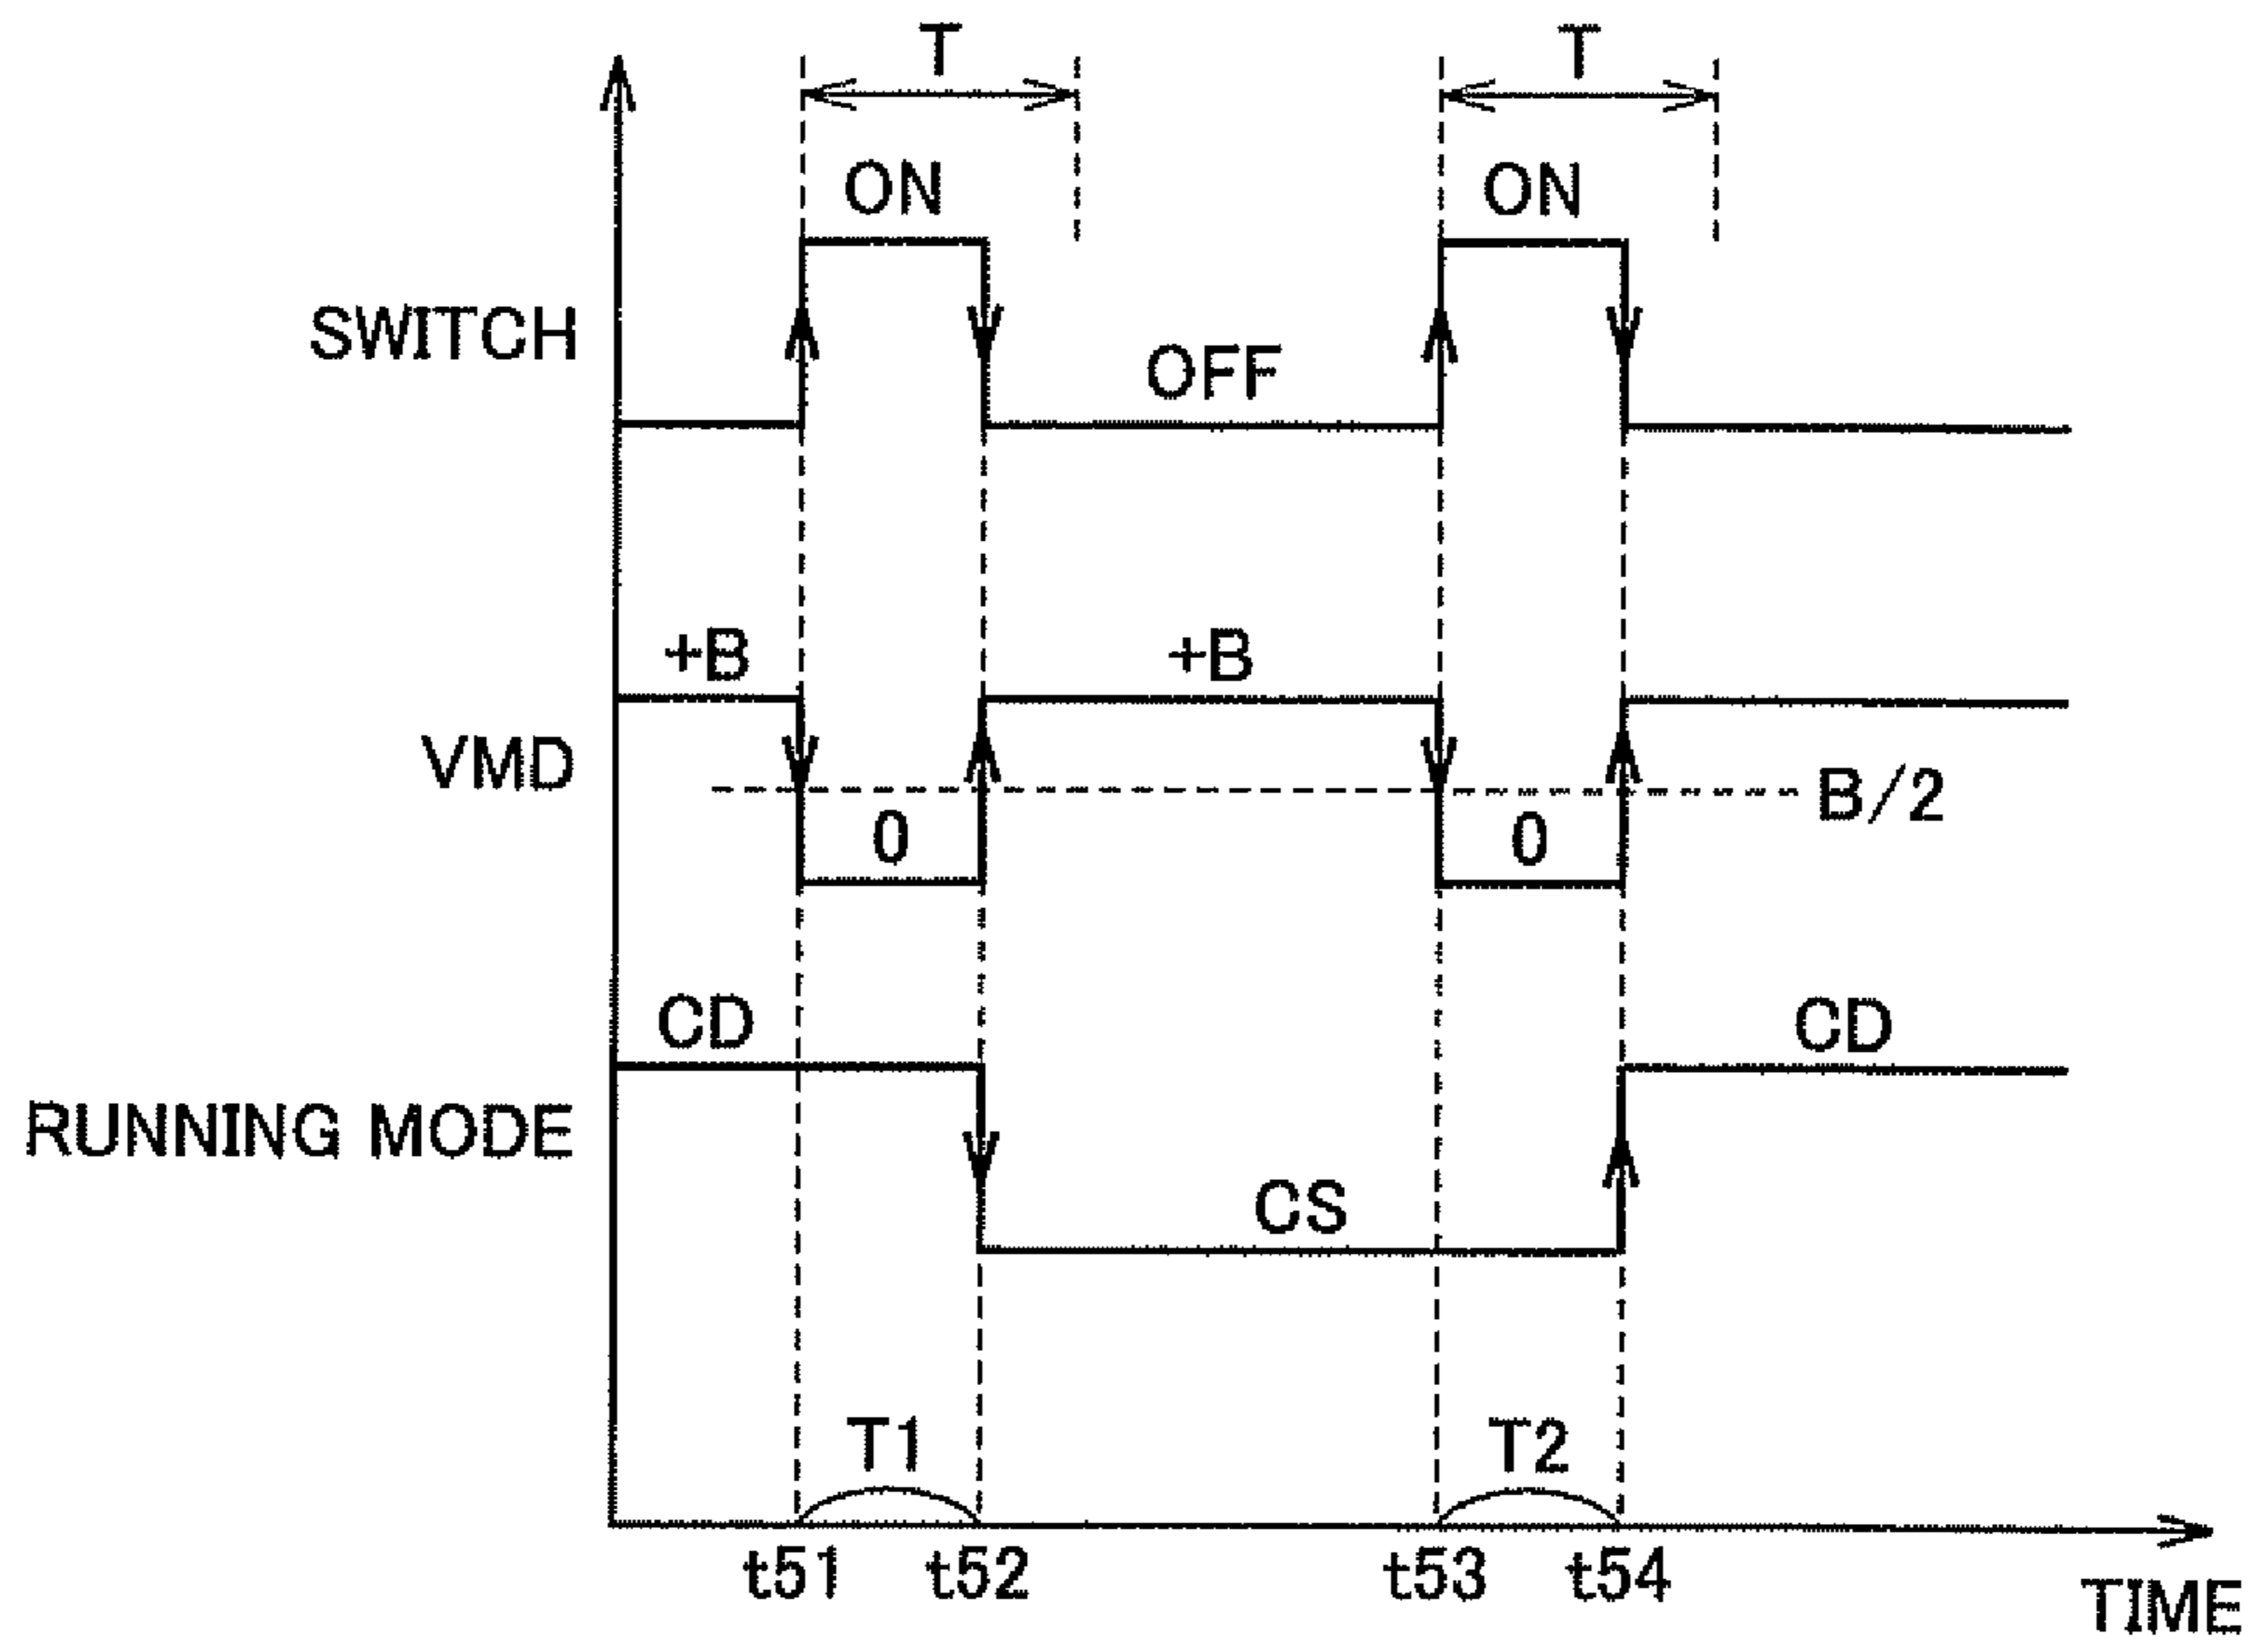 T T
ON ON
SWITCH
OFF
+B +B
VMD
B/2
0 0
CD CD
RUNNING MODE
CS
T1 T2
t51 t52 t53 t54
TIME